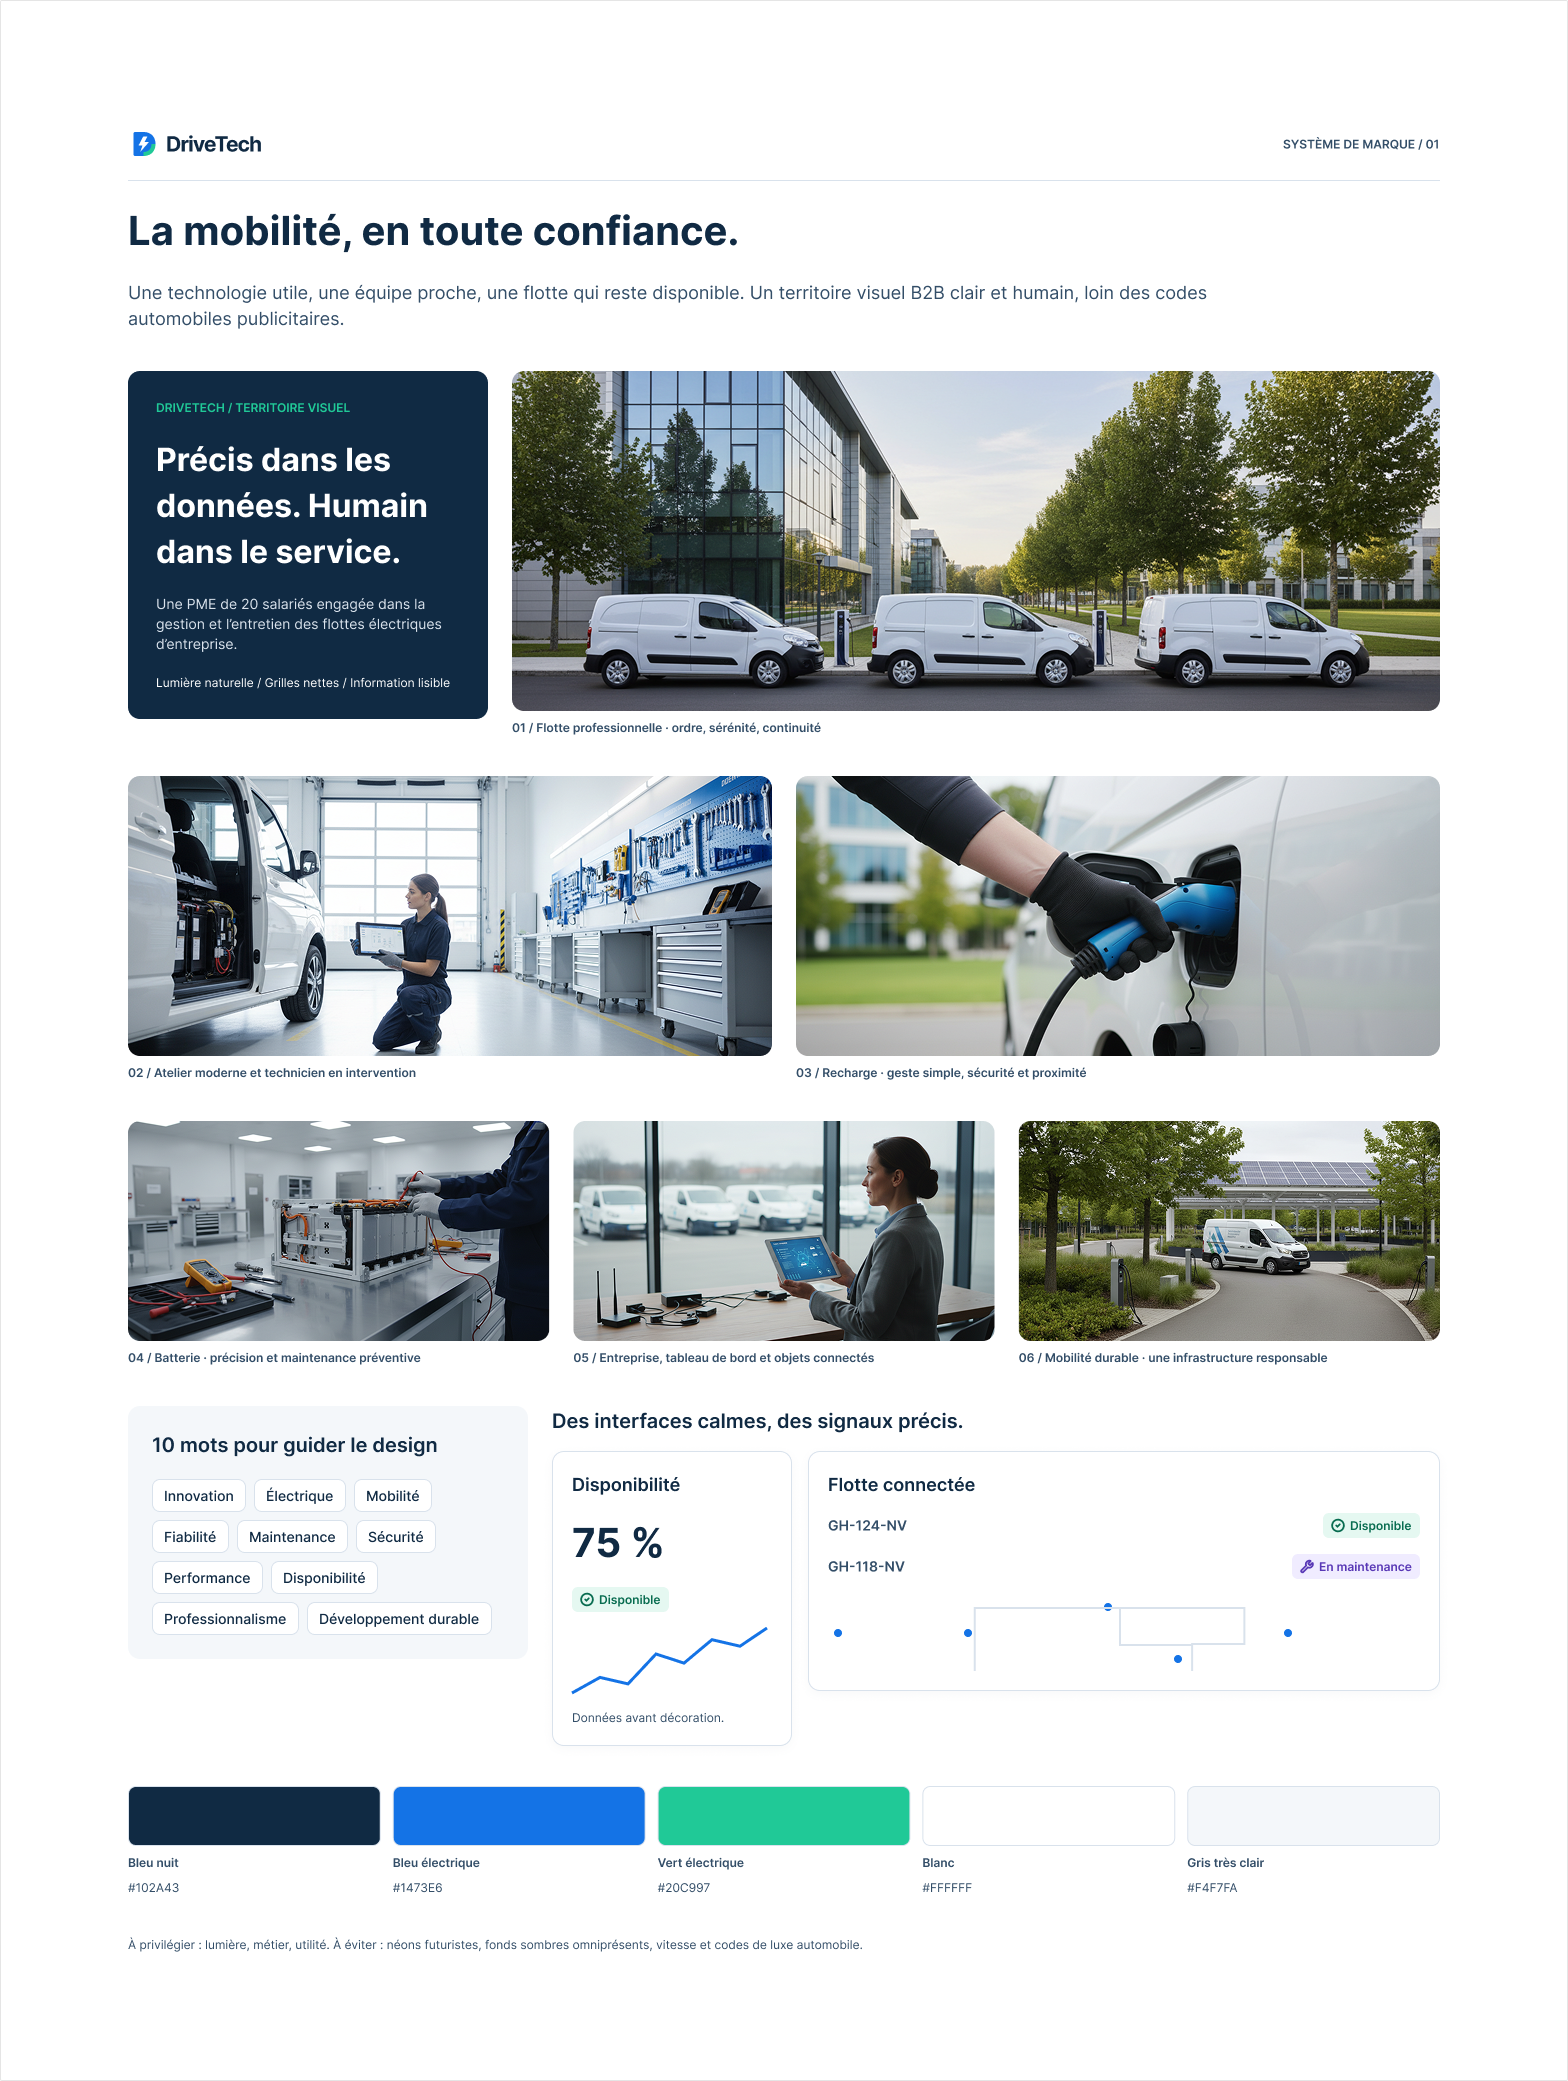 DriveTech
SYSTÈME DE MARQUE / 01
La mobilité, en toute confiance.
Une technologie utile, une équipe proche, une flotte qui reste disponible. Un territoire visuel B2B clair et humain, loin des codes
automobiles publicitaires.
DRIVETECH / TERRITOIRE VISUEL
Précis dans les
données. Humain
dans le service.
Une PME de 20 salariés engagée dans la
gestion et l’entretien des flottes électriques
d’entreprise.
Lumière naturelle / Grilles nettes / Information lisible
01 / Flotte professionnelle · ordre, sérénité, continuité
02 / Atelier moderne et technicien en intervention
03 / Recharge · geste simple, sécurité et proximité
04 / Batterie · précision et maintenance préventive
05 / Entreprise, tableau de bord et objets connectés
06 / Mobilité durable · une infrastructure responsable
10 mots pour guider le design
Innovation
Électrique
Mobilité
Fiabilité
Maintenance
Sécurité
Performance
Disponibilité
Professionnalisme
Développement durable
Des interfaces calmes, des signaux précis.
Disponibilité
75 %
Disponible
Données avant décoration.
Flotte connectée
GH-124-NV
Disponible
GH-118-NV
En maintenance
Bleu nuit
#102A43
Bleu électrique
#1473E6
Vert électrique
#20C997
Blanc
#FFFFFF
Gris très clair
#F4F7FA
À privilégier : lumière, métier, utilité. À éviter : néons futuristes, fonds sombres omniprésents, vitesse et codes de luxe automobile.